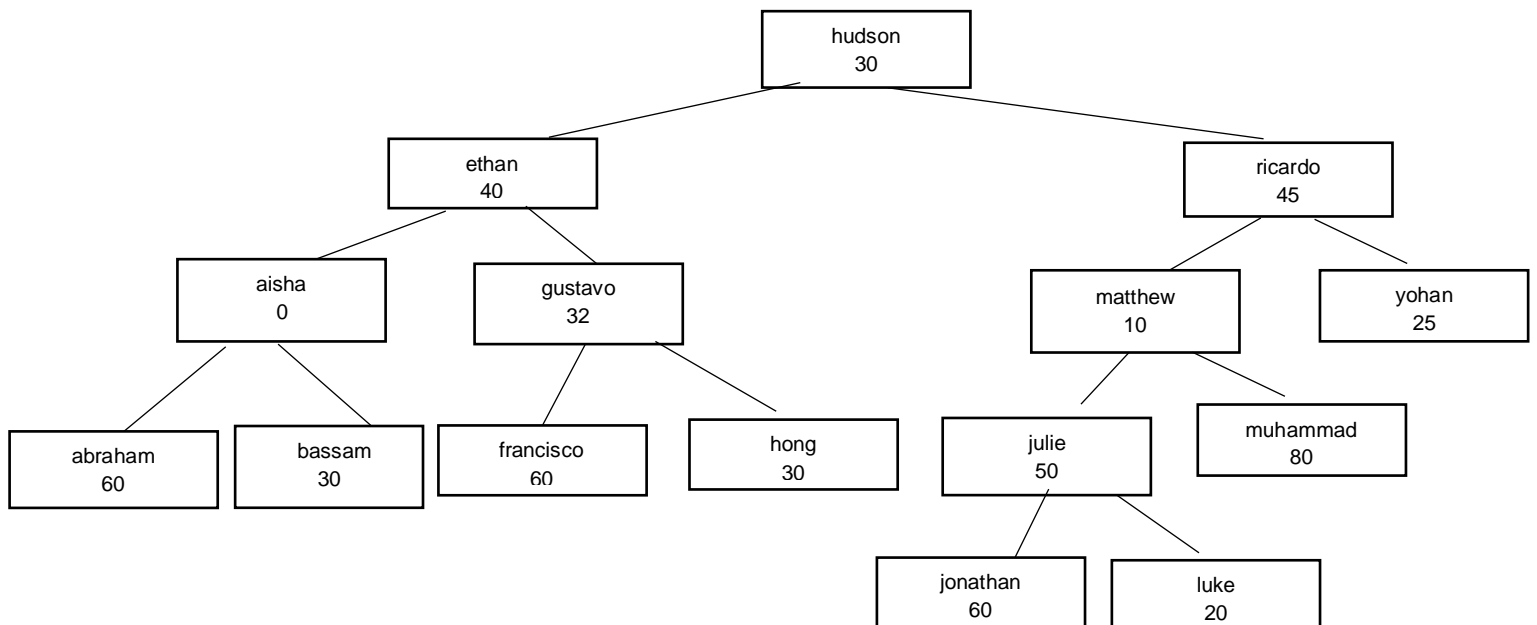 hudson
30
ethan
40
ricardo
45
aisha
0
gustavo
32
matthew
10
yohan
25
abraham
60
bassam
30
francisco
60
hong
30
julie
50
muhammad
80
jonathan
60
luke
20